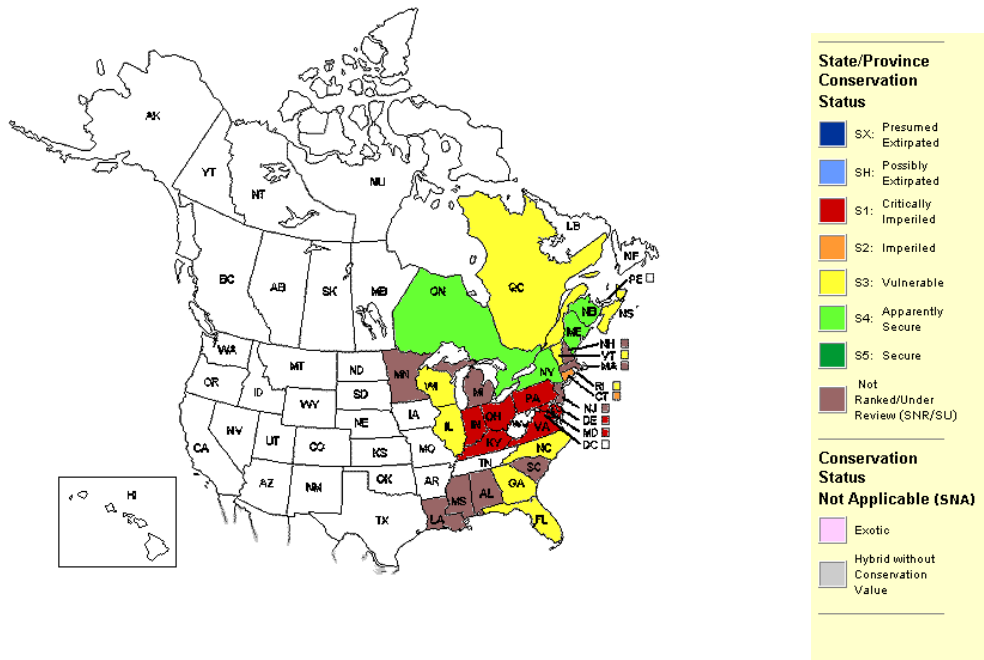 AK
YT
NT
NU
BC
AB
SK
MB
ON
QC
LB
NF
PE
NB
NS
ME
NH
VT
MA
RI
CT
NJ
DE
MD
DC
WA
MT
ND
MN
OR
ID
WY
SD
WI
MI
NY
PA
NE
IA
IL
IN
OH
WV
VA
CA
NV
UT
CO
KS
MO
KY
NC
AZ
NM
OK
AR
TN
SC
TX
LA
MS
AL
GA
FL
HI
State/Province
Conservation
Status
SX: Presumed
Extirpated
SH: Possibly
Extirpated
S1: Critically
Imperiled
S2: Imperiled
S3: Vulnerable
S4: Apparently
Secure
S5: Secure
Not
Ranked/Under
Review (SNR/SU)
Conservation
Status
Not Applicable (SNA)
Exotic
Hybrid without
Conservation
Value